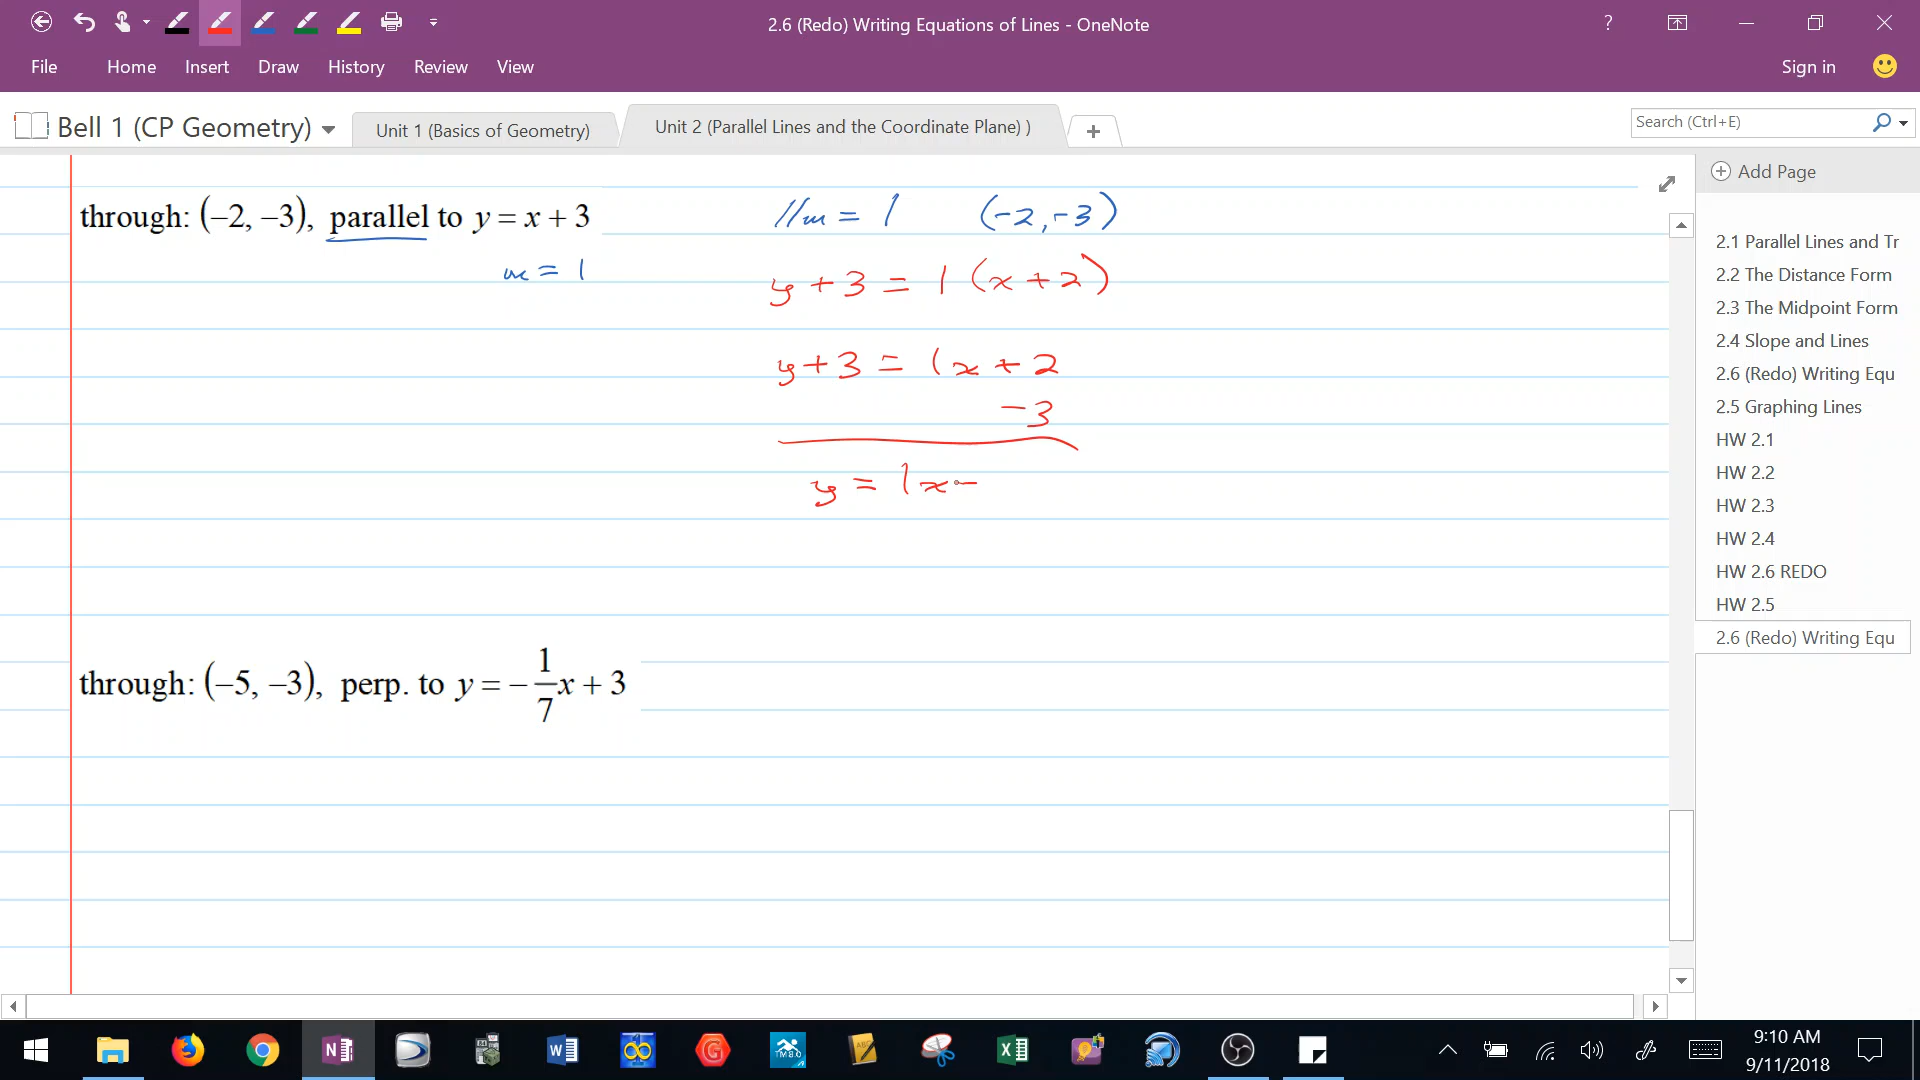 2.6 (Redo) Writing Equations of Lines - OneNote
?
File Home Insert Draw History Review View
Sign in
Bell 1 (CP Geometry)
Unit 1 (Basics of Geometry)
Unit 2 (Parallel Lines and the Coordinate Plane) )
+
Search (Ctrl+E)
Add Page
2.1 Parallel Lines and Tr
2.2 The Distance Form
2.3 The Midpoint Form
2.4 Slope and Lines
2.6 (Redo) Writing Equ
2.5 Graphing Lines
HW 2.1
HW 2.2
HW 2.3
HW 2.4
HW 2.6 REDO
HW 2.5
2.6 (Redo) Writing Equ
through: (−2, −3), parallel to y = x + 3
m = 1
//m = 1 (-2,-3)
y + 3 = 1 (x + 2)
y + 3 = 1x + 2
-3
y = 1x -
through: (−5, −3), perp. to y = −1/7 x + 3
9:10 AM
9/11/2018